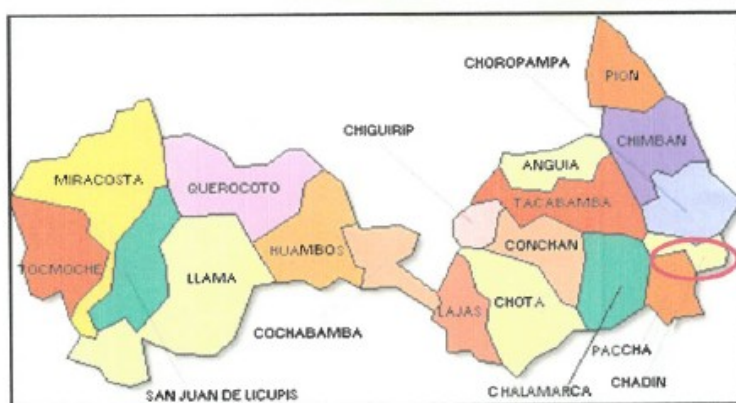 CHOROPAMPA
PION
CHIGUIRIP
CHIMBAN
ANGUIA
MIRACOSTA
QUEROCOTO
TACABAMBA
TOCMOCHE
HUAMBOS
CONCHAN
LLAMA
LAJAS
CHOTA
COCHABAMBA
PACCHA
SAN JUAN DE LICUPIS
CHALAMARCA
CHADIN